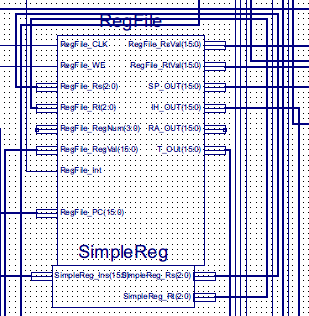 RegFile
RegFile_CLK RegFile_RsVal(15:0)
RegFile_WE RegFile_RtVal(15:0)
RegFile_Rs(2:0) SP_OUT(15:0)
RegFile_Rt(2:0) IH_OUT(15:0)
RegFile_RegNum(3:0) RA_OUT(15:0)
RegFile_RegVal(15:0) T_OUt(15:0)
RegFile_Int
RegFile_PC(15:0)
SimpleReg
SimpleReg_Ins(15:0) SimpleReg_Rs(2:0)
SimpleReg_Rt(2:0)